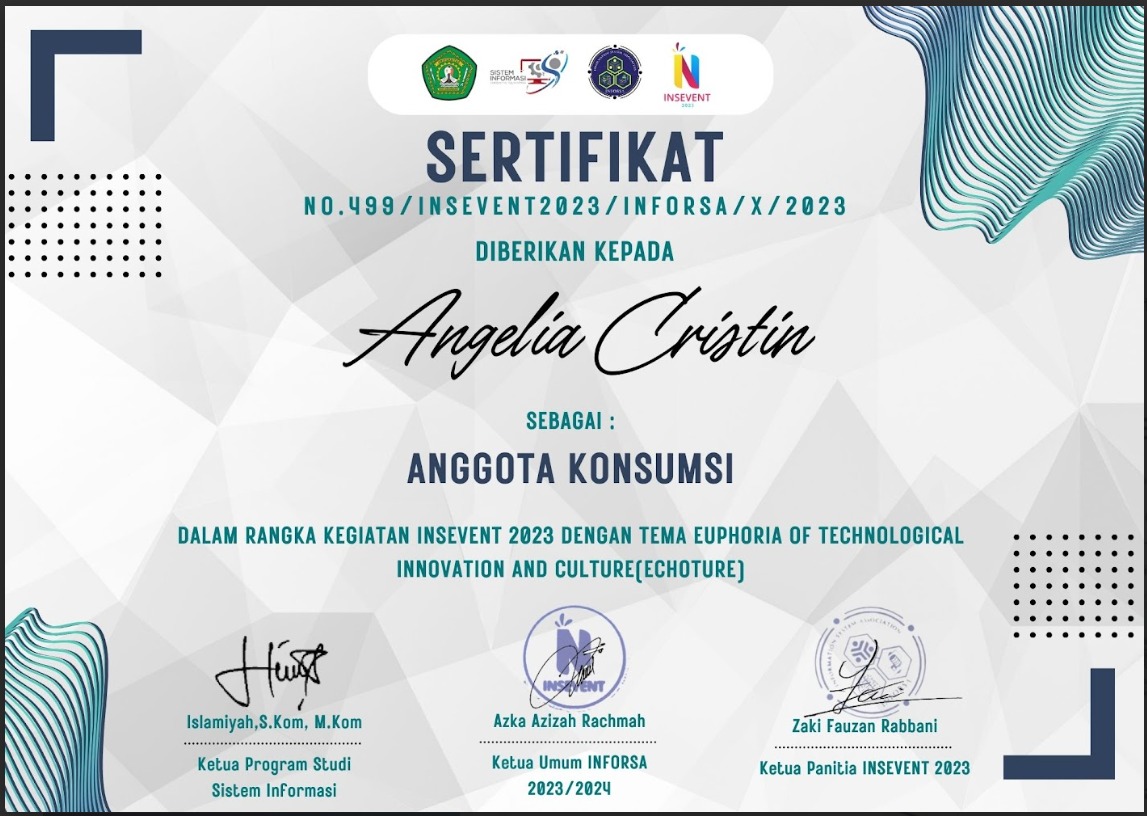 SISTEM
INFORMASI
INFORSA
INSEVENT
2023
SERTIFIKAT
NO.499/INSEVENT2023/INFORSA/X/2023
DIBERIKAN KEPADA
Angelia Cristin
SEBAGAI :
ANGGOTA KONSUMSI
DALAM RANGKA KEGIATAN INSEVENT 2023 DENGAN TEMA EUPHORIA OF TECHNOLOGICAL
INNOVATION AND CULTURE(ECHOTURE)
INSEVENT
Islamiyah,S.Kom, M.Kom
Ketua Program Studi
Sistem Informasi
Azka Azizah Rachmah
Ketua Umum INFORSA
2023/2024
Zaki Fauzan Rabbani
Ketua Panitia INSEVENT 2023